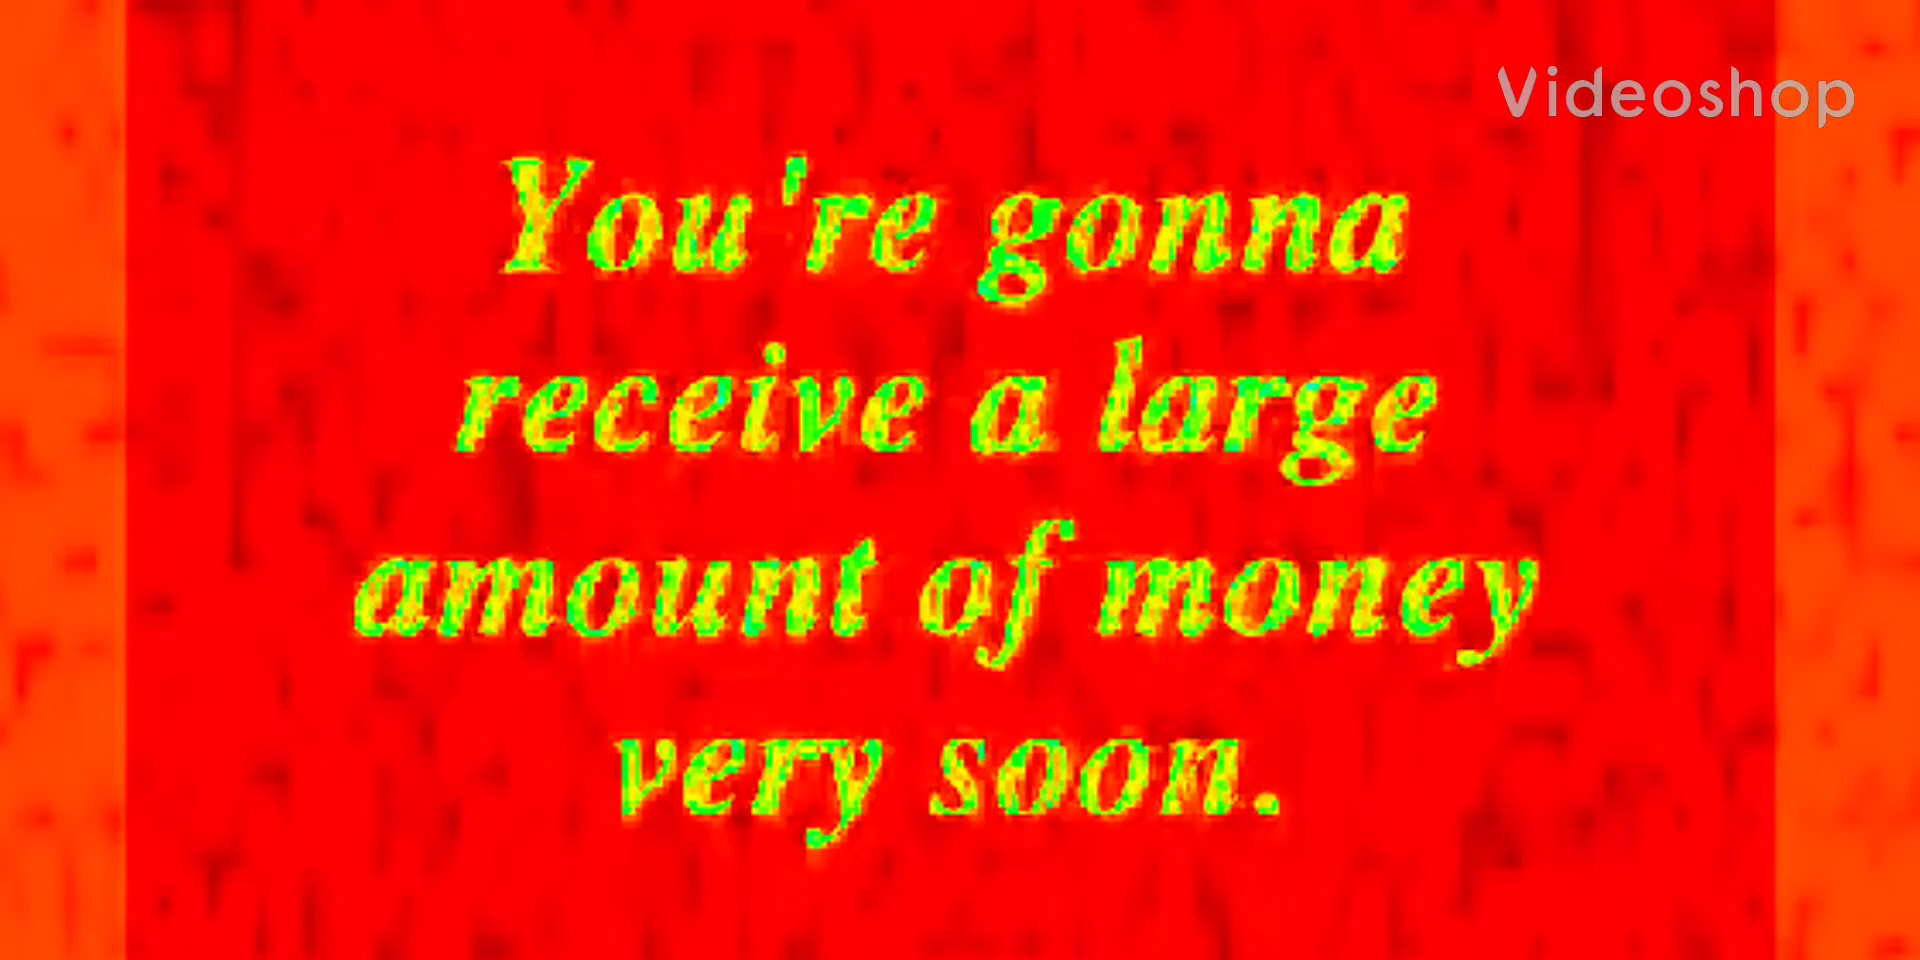 Videoshop
You're gonna
receive a large
amount of money
very soon.